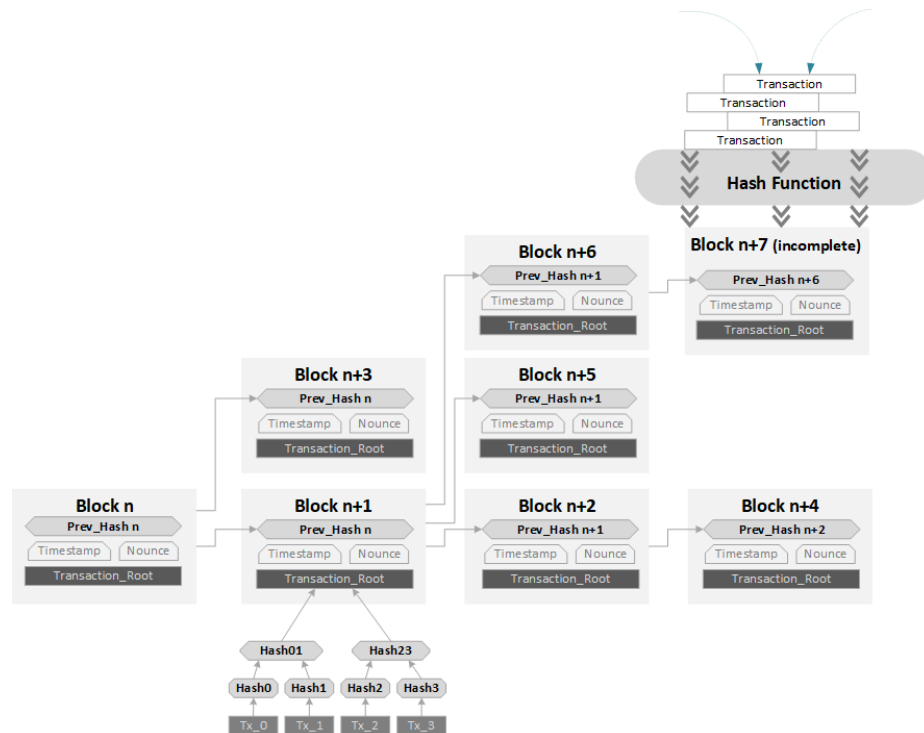 Transaction
Transaction
Transaction
Transaction
Hash Function
Block n+6
Prev_Hash n+1
Timestamp
Nounce
Transaction_Root
Block n+7 (incomplete)
Prev_Hash n+6
Timestamp
Nounce
Transaction_Root
Block n+3
Prev_Hash n
Timestamp
Nounce
Transaction_Root
Block n+5
Prev_Hash n+1
Timestamp
Nounce
Transaction_Root
Block n
Prev_Hash n
Timestamp
Nounce
Transaction_Root
Block n+1
Prev_Hash n
Timestamp
Nounce
Transaction_Root
Block n+2
Prev_Hash n+1
Timestamp
Nounce
Transaction_Root
Block n+4
Prev_Hash n+2
Timestamp
Nounce
Transaction_Root
Hash01
Hash23
Hash0
Hash1
Hash2
Hash3
Tx_0
Tx_1
Tx_2
Tx_3